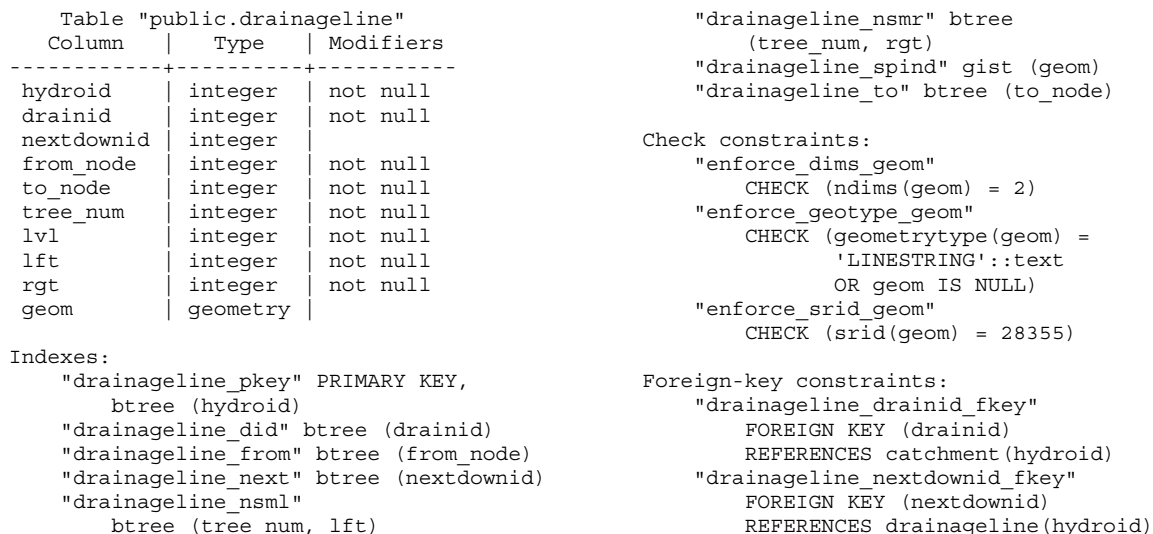 Table "public.drainageline"
Column | Type | Modifiers
------------+----------+-----------
hydroid | integer | not null
drainid | integer | not null
nextdownid | integer |
from_node | integer | not null
to_node | integer | not null
tree_num | integer | not null
lvl | integer | not null
lft | integer | not null
rgt | integer | not null
geom | geometry |
Indexes:
"drainageline_pkey" PRIMARY KEY,
btree (hydroid)
"drainageline_did" btree (drainid)
"drainageline_from" btree (from_node)
"drainageline_next" btree (nextdownid)
"drainageline_nsml"
btree (tree_num, lft)
"drainageline_nsmr" btree
(tree_num, rgt)
"drainageline_spind" gist (geom)
"drainageline_to" btree (to_node)
Check constraints:
"enforce_dims_geom"
CHECK (ndims(geom) = 2)
"enforce_geotype_geom"
CHECK (geometrytype(geom) =
'LINESTRING'::text
OR geom IS NULL)
"enforce_srid_geom"
CHECK (srid(geom) = 28355)
Foreign-key constraints:
"drainageline_drainid_fkey"
FOREIGN KEY (drainid)
REFERENCES catchment(hydroid)
"drainageline_nextdownid_fkey"
FOREIGN KEY (nextdownid)
REFERENCES drainageline(hydroid)